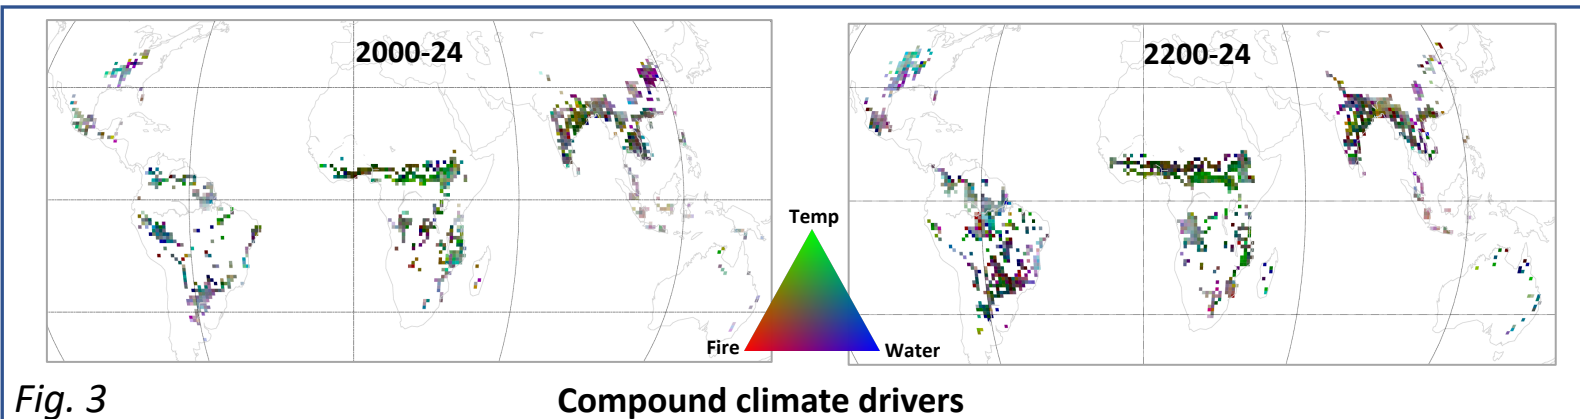 2000-24
2200-24
Temp
Fire
Water
Fig. 3
Compound climate drivers